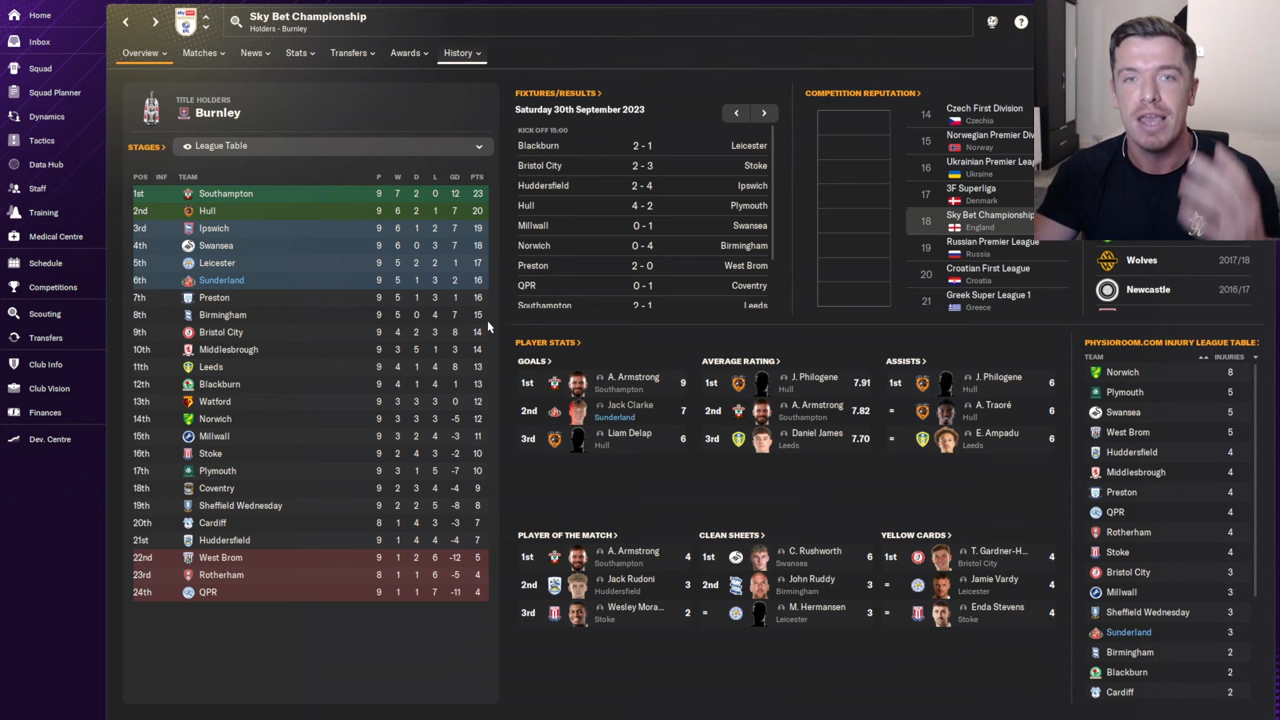 Home
Inbox
Squad
Squad Planner
Dynamics
Tactics
Data Hub
Staff
Training
Medical Centre
Schedule
Competitions
Scouting
Transfers
Club Info
Club Vision
Finances
Dev. Centre
Sky Bet Championship
Holders - Burnley
Overview Matches News Stats Transfers Awards History
TITLE HOLDERS
Burnley
STAGES > League Table
POS INF TEAM P W D L GD PTS
1st Southampton 9 7 2 0 12 23
2nd Hull 9 6 2 1 7 20
3rd Ipswich 9 6 1 2 7 19
4th Swansea 9 6 0 3 7 18
5th Leicester 9 5 2 2 1 17
6th Sunderland 9 5 1 3 2 16
7th Preston 9 5 1 3 1 16
8th Birmingham 9 5 0 4 7 15
9th Bristol City 9 4 2 3 8 14
10th Middlesbrough 9 3 5 1 3 14
11th Leeds 9 4 1 4 8 13
12th Blackburn 9 4 1 4 1 13
13th Watford 9 3 3 3 0 12
14th Norwich 9 3 3 3 -5 12
15th Millwall 9 3 2 4 -3 11
16th Stoke 9 2 4 3 -2 10
17th Plymouth 9 3 1 5 -7 10
18th Coventry 9 2 3 4 -4 9
19th Sheffield Wednesday 9 2 2 5 -8 8
20th Cardiff 8 1 4 3 -3 7
21st Huddersfield 9 1 4 4 -4 7
22nd West Brom 9 1 2 6 -12 5
23rd Rotherham 8 1 1 6 -5 4
24th QPR 9 1 1 7 -11 4
FIXTURES/RESULTS >
Saturday 30th September 2023
KICK OFF 15:00
Blackburn 2 - 1 Leicester
Bristol City 2 - 3 Stoke
Huddersfield 2 - 4 Ipswich
Hull 4 - 2 Plymouth
Millwall 0 - 1 Swansea
Norwich 0 - 4 Birmingham
Preston 2 - 0 West Brom
QPR 0 - 1 Coventry
Southampton 2 - 1 Leeds
COMPETITION REPUTATION >
14 Czech First Division
Czechia
15 Norwegian Premier Div
Norway
16 Ukrainian Premier Leag
Ukraine
17 3F Superliga
Denmark
18 Sky Bet Championship
England
19 Russian Premier League
Russia
20 Croatian First League
Croatia
21 Greek Super League 1
Greece
Wolves 2017/18
Newcastle 2016/17
PLAYER STATS >
GOALS >
1st A. Armstrong 9
Southampton
2nd Jack Clarke 7
Sunderland
3rd Liam Delap 6
Hull
AVERAGE RATING >
1st J. Philogene 7.91
Hull
2nd A. Armstrong 7.82
Southampton
3rd Daniel James 7.70
Leeds
ASSISTS >
1st J. Philogene 6
Hull
= A. Traoré 6
Hull
= E. Ampadu 6
Leeds
PLAYER OF THE MATCH >
1st A. Armstrong 4
Southampton
2nd Jack Rudoni 3
Huddersfield
3rd Wesley Mora... 2
Stoke
CLEAN SHEETS >
1st C. Rushworth 6
Swansea
2nd John Ruddy 3
Birmingham
= M. Hermansen 3
Leicester
YELLOW CARDS >
1st T. Gardner-H... 4
Bristol City
= Jamie Vardy 4
Leicester
= Enda Stevens 4
Stoke
PHYSIOROOM.COM INJURY LEAGUE TABLE
TEAM INJURIES
Norwich 8
Plymouth 5
Swansea 5
West Brom 5
Huddersfield 4
Middlesbrough 4
Preston 4
QPR 4
Rotherham 4
Stoke 4
Bristol City 3
Millwall 3
Sheffield Wednesday 3
Sunderland 3
Birmingham 2
Blackburn 2
Cardiff 2